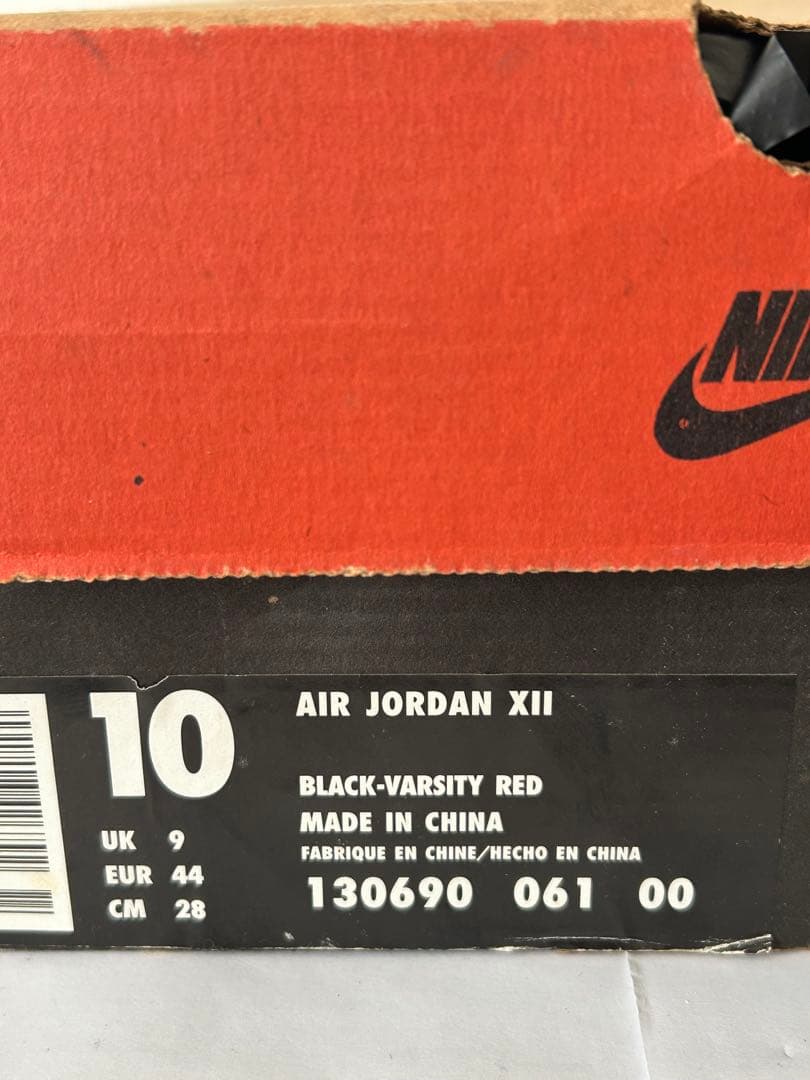 10
AIR JORDAN XII
BLACK-VARSITY RED
MADE IN CHINA
FABRIQUE EN CHINE/HECHO EN CHINA
130690 061 00
UK 9
EUR 44
CM 28